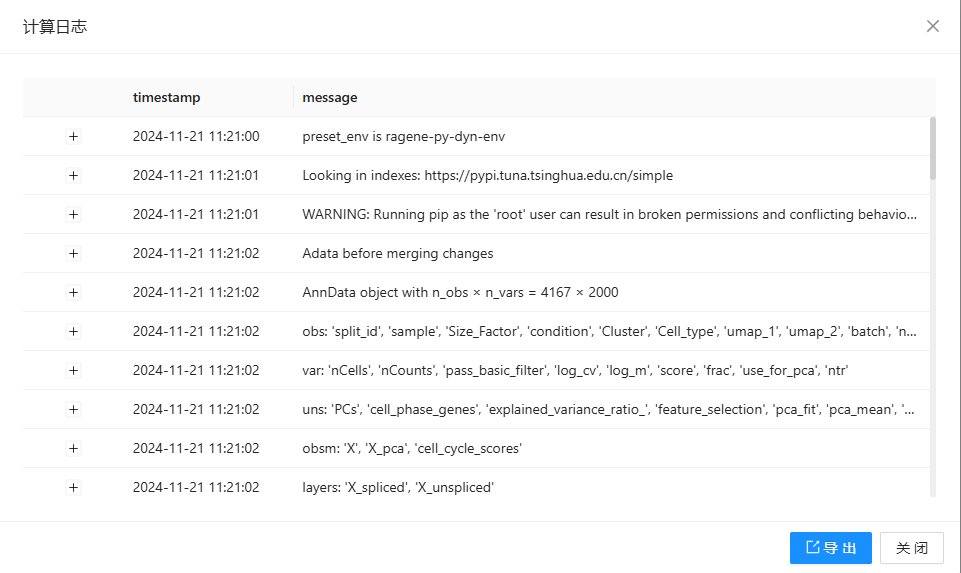 计算日志
timestamp message
2024-11-21 11:21:00 preset_env is ragene-py-dyn-env
2024-11-21 11:21:01 Looking in indexes: https://pypi.tuna.tsinghua.edu.cn/simple
2024-11-21 11:21:01 WARNING: Running pip as the 'root' user can result in broken permissions and conflicting behavio...
2024-11-21 11:21:02 Adata before merging changes
2024-11-21 11:21:02 AnnData object with n_obs × n_vars = 4167 × 2000
2024-11-21 11:21:02 obs: 'split_id', 'sample', 'Size_Factor', 'condition', 'Cluster', 'Cell_type', 'umap_1', 'umap_2', 'batch', 'n...
2024-11-21 11:21:02 var: 'nCells', 'nCounts', 'pass_basic_filter', 'log_cv', 'log_m', 'score', 'frac', 'use_for_pca', 'ntr'
2024-11-21 11:21:02 uns: 'PCs', 'cell_phase_genes', 'explained_variance_ratio_', 'feature_selection', 'pca_fit', 'pca_mean', '...
2024-11-21 11:21:02 obsm: 'X', 'X_pca', 'cell_cycle_scores'
2024-11-21 11:21:02 layers: 'X_spliced', 'X_unspliced'
导出 关闭